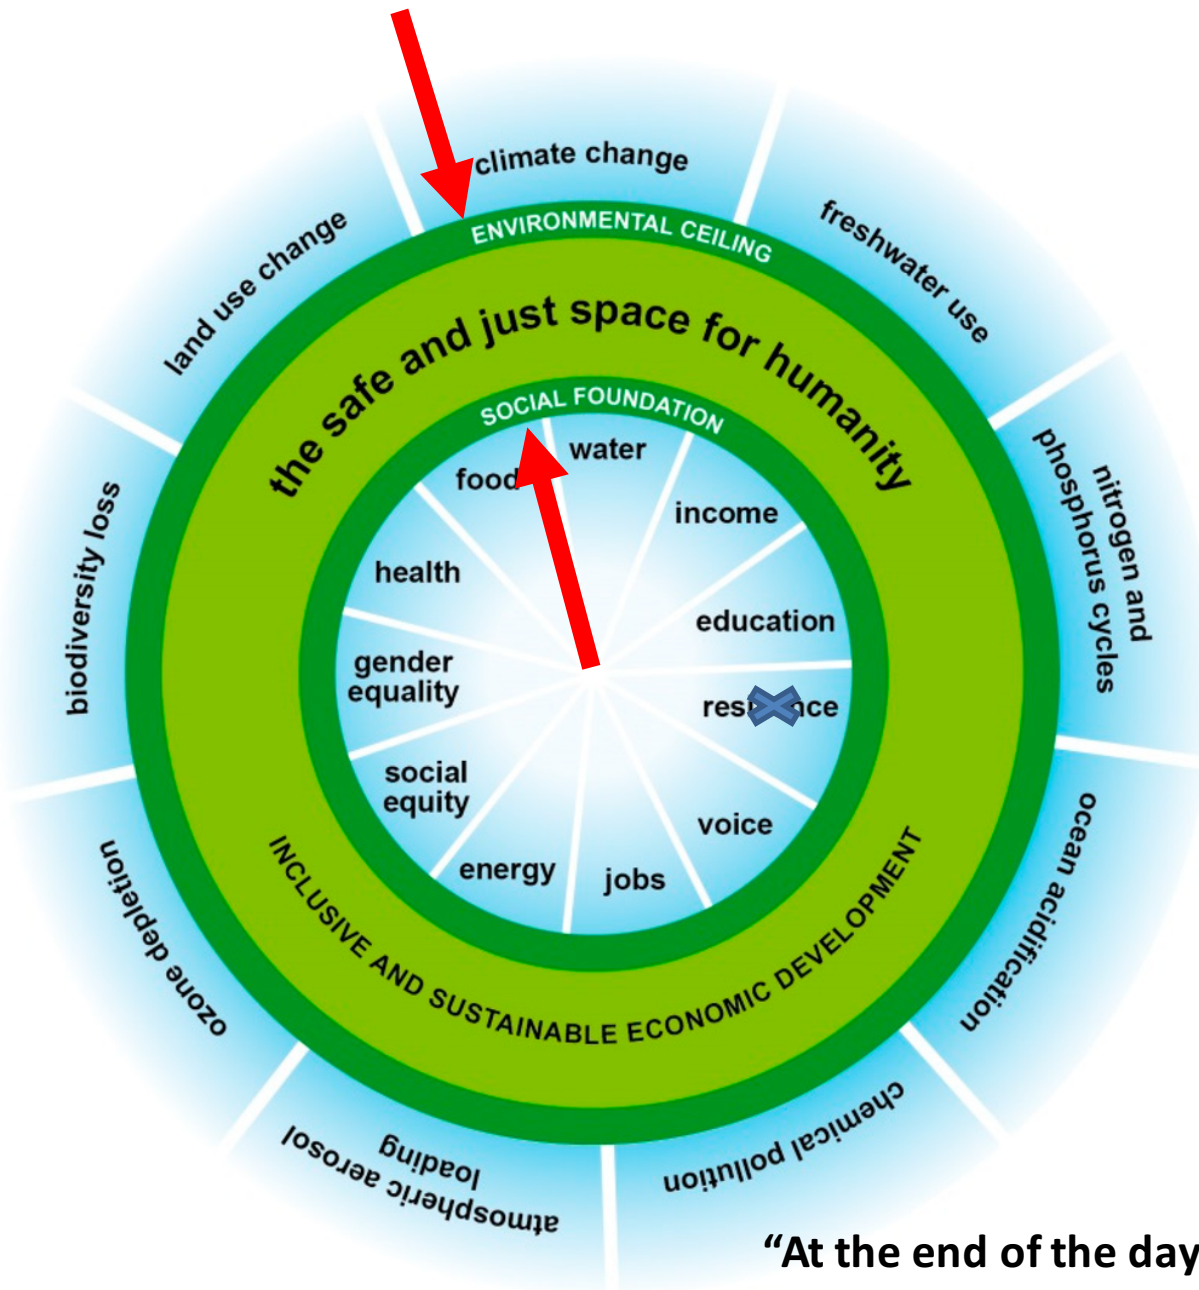 climate change
freshwater use
nitrogen and
phosphorus cycles
ocean acidification
chemical pollution
atmospheric aerosol
loading
ozone depletion
biodiversity loss
land use change
ENVIRONMENTAL CEILING
the safe and just space for humanity
SOCIAL FOUNDATION
water
income
education
voice
jobs
energy
social
equity
gender
equality
health
food
INCLUSIVE AND SUSTAINABLE ECONOMIC DEVELOPMENT
“At the end of the day